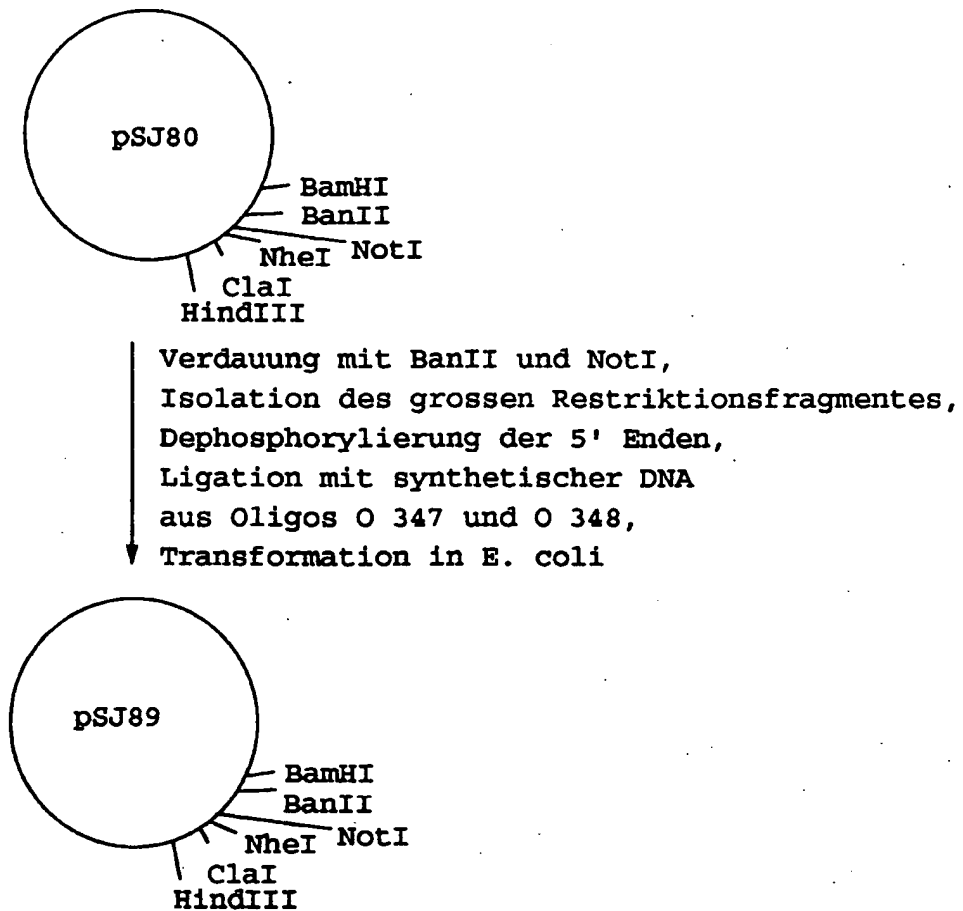 pSJ80
BamHI
BanII
NotI
NheI
ClaI
HindIII
Verdauung mit BanII und NotI,
Isolation des grossen Restriktionsfragmentes,
Dephosphorylierung der 5' Enden,
Ligation mit synthetischer DNA
aus Oligos O 347 und O 348,
Transformation in E. coli
pSJ89
BamHI
BanII
NotI
NheI
ClaI
HindIII